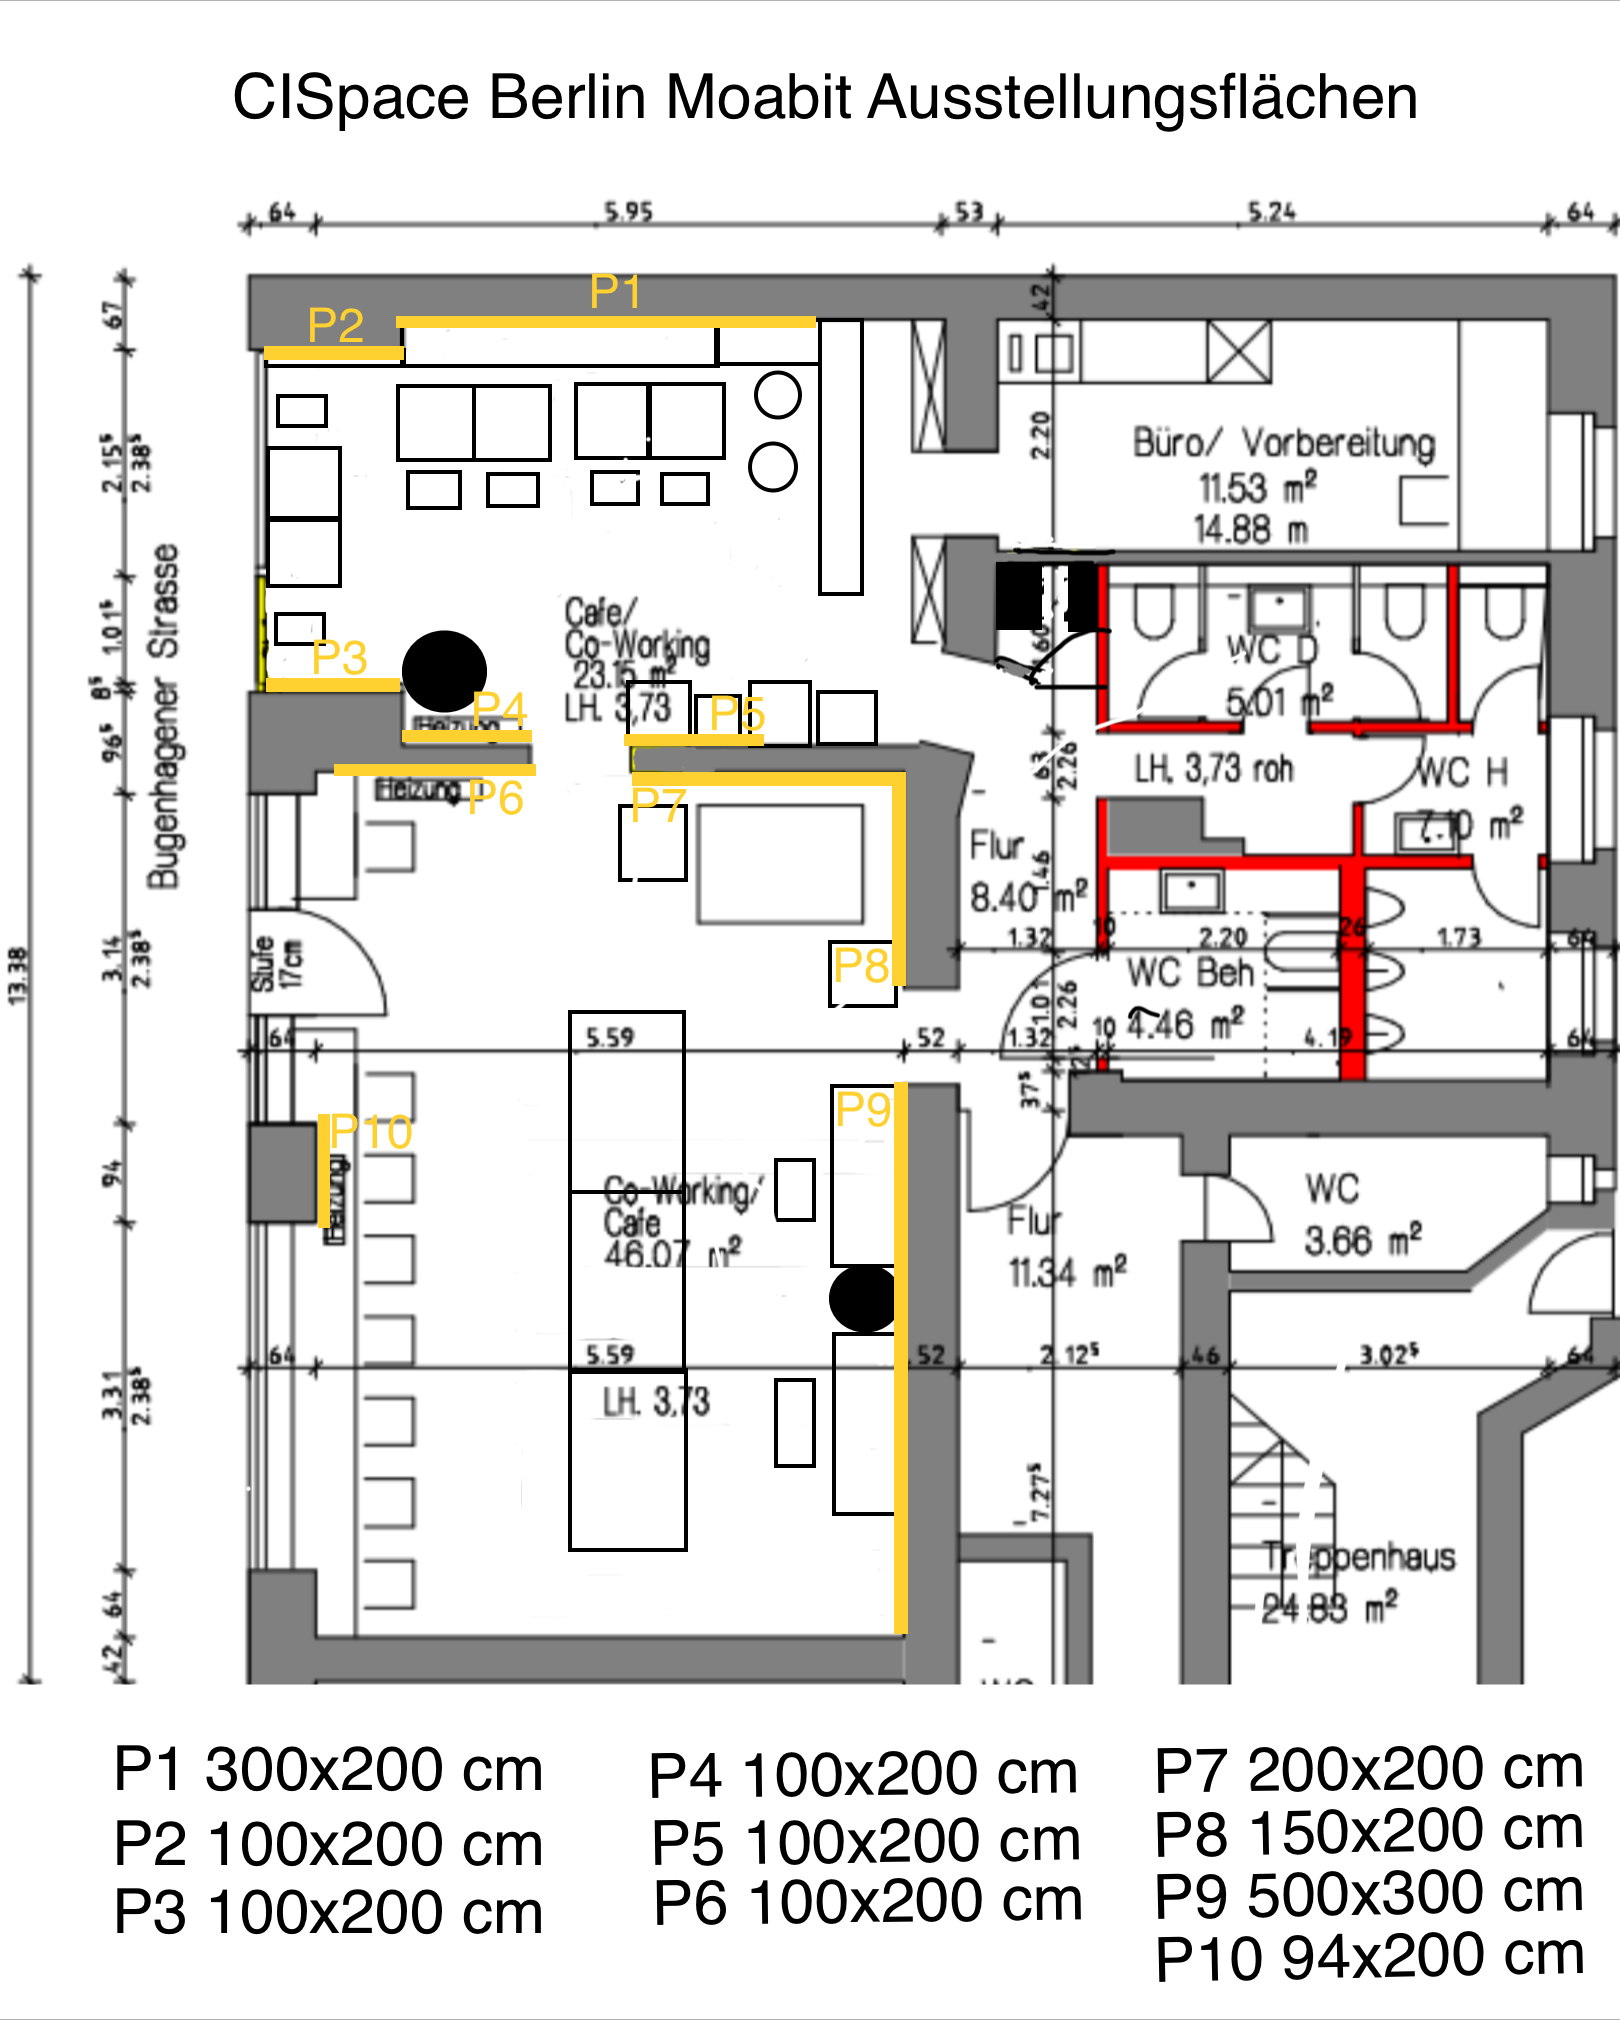 CISpace Berlin Moabit Ausstellungsflächen
64 5.95 53 5.24 64
P1
P2
67
42
2.15⁵
2.38⁵
2.20
Büro/ Vorbereitung
11.53 m²
14.88 m
Bugenhagener Strasse
1.01⁵
Cafe/
Co-Working
23.15 m²
LH. 3,73
60
WC D
5.01 m²
P3
8⁵
P4
Heizung
P5
96⁵
63
2.26
LH. 3,73 roh
WC H
7.10 m²
Heizung
P6
P7
Flur
8.40 m²
1.46
13.38
3.14
2.38⁵
Stufe
17cm
P8
1.32 10 2.20 26 1.73 64
WC Beh
4.46 m²
1.01
2.26
64 5.59 52 1.32 10 4.19 64
37⁵
P9
P10
Heizung
94
Co-Working/
Cafe
46.07 m²
Flur
11.34 m²
WC
3.66 m²
64 5.59 52 2.12⁵ 46 3.02⁵ 64
3.31
2.38⁵
LH. 3,73
7.27⁵
Treppenhaus
24.83 m²
64
42
P1 300x200 cm
P2 100x200 cm
P3 100x200 cm
P4 100x200 cm
P5 100x200 cm
P6 100x200 cm
P7 200x200 cm
P8 150x200 cm
P9 500x300 cm
P10 94x200 cm